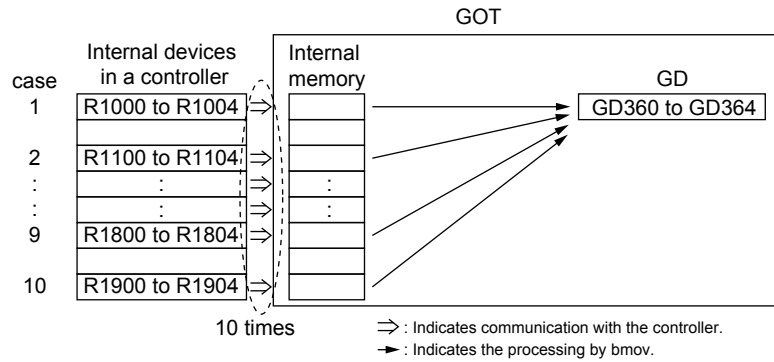 GOT
Internal devices
in a controller
Internal
memory
case
GD
1
R1000 to R1004
GD360 to GD364
2
R1100 to R1104
:
:
:
:
:
:
9
R1800 to R1804
10
R1900 to R1904
10 times
: Indicates communication with the controller.
: Indicates the processing by bmov.